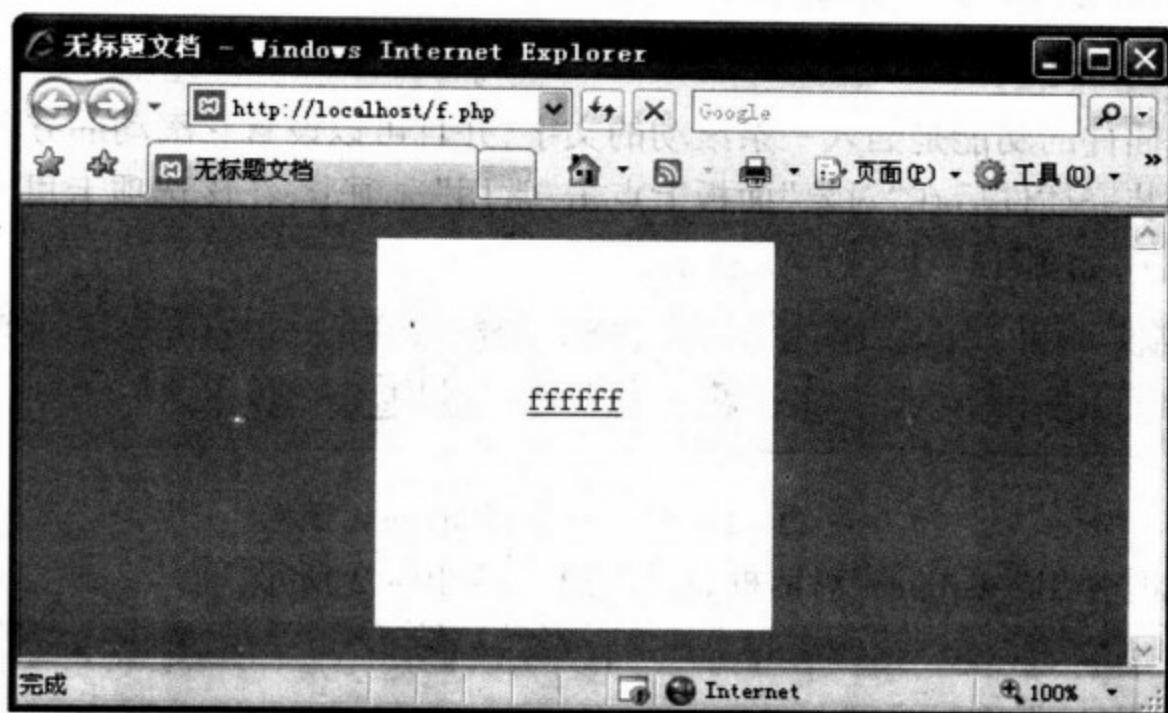 无标题文档 - Windows Internet Explorer
http://localhost/f.php
Google
无标题文档
页面(P)
工具(O)
»
ffffff
完成
Internet
100%